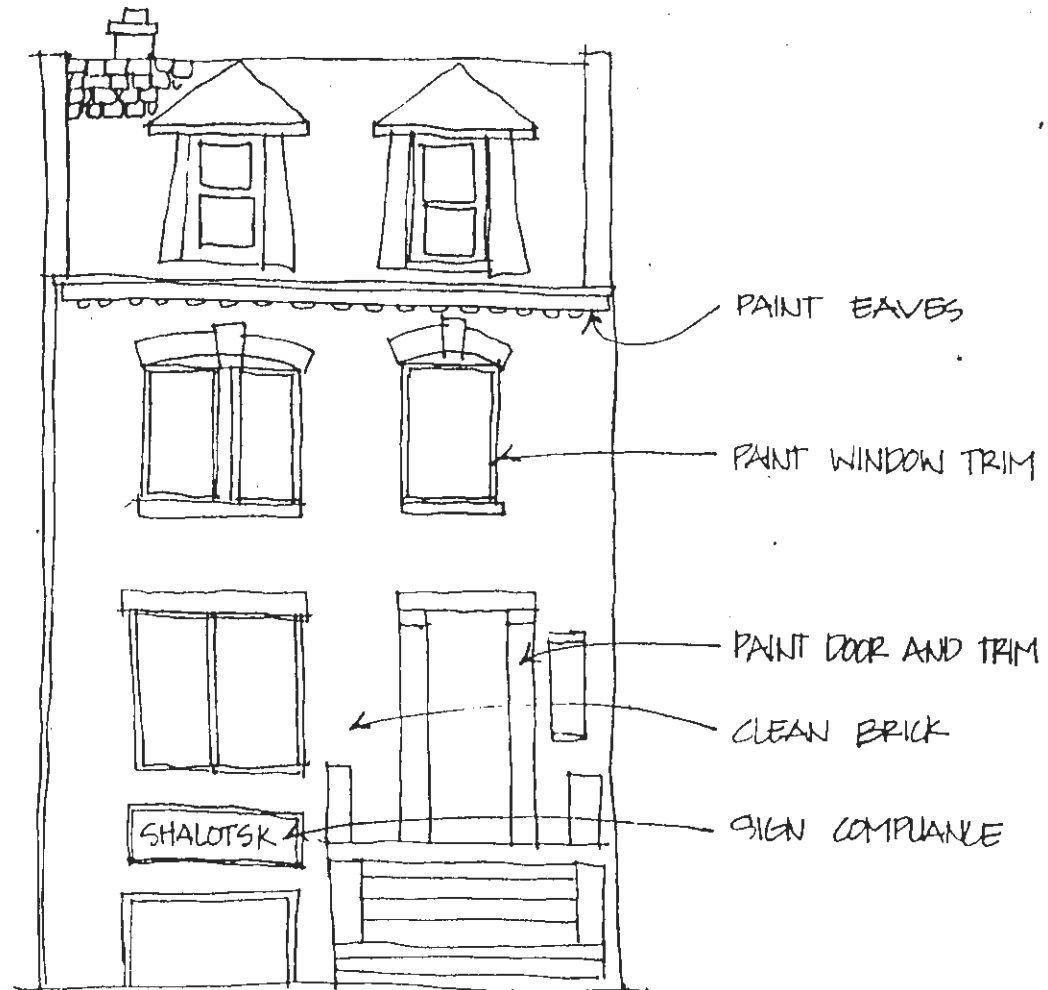 PAINT EAVES
PAINT WINDOW TRIM
PAINT DOOR AND TRIM
CLEAN BRICK
SHALOTSK
SIGN COMPLIANCE